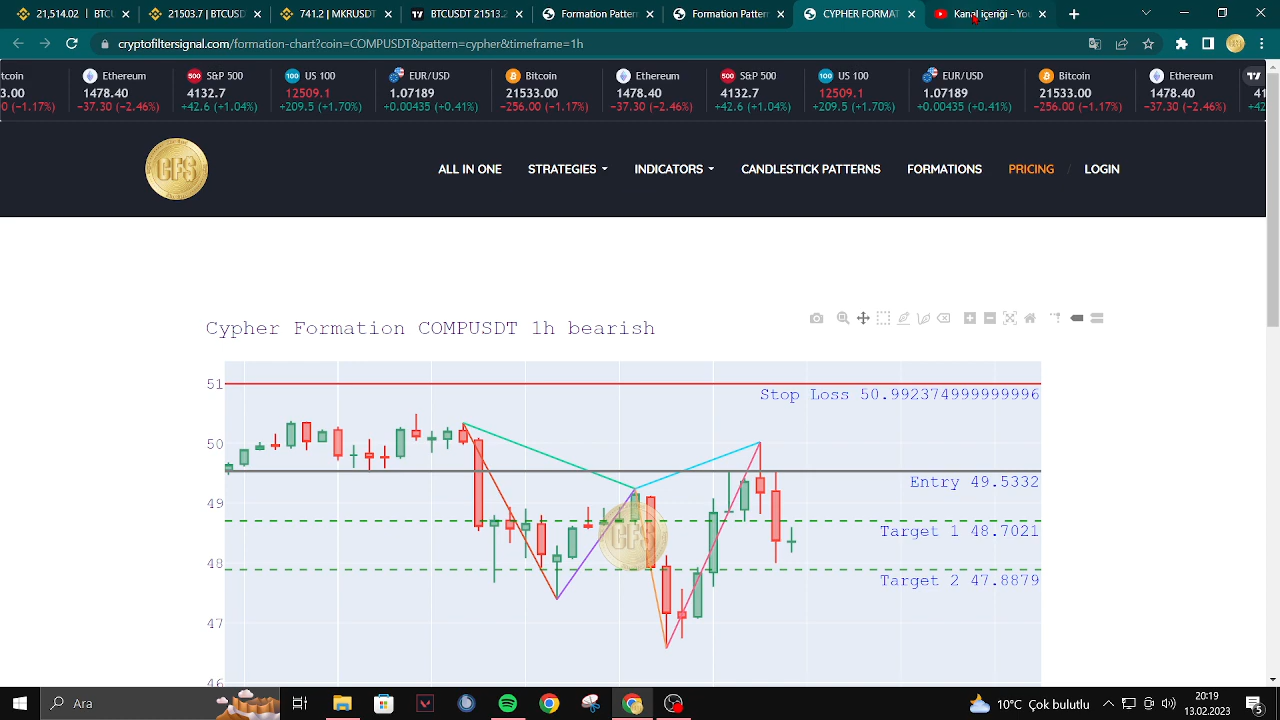 21,514.02 | BTCU
21503.7 | BTCUSD
741.2 | MKRUSDT
BTCUSDT 21513.2
Formation Pattern
Formation Pattern
CYPHER FORMAT
Kanal içeriği - You
cryptofiltersignal.com/formation-chart?coin=COMPUSDT&pattern=cypher&timeframe=1h
tcoin Ethereum S&P 500 US 100 EUR/USD Bitcoin Ethereum S&P 500 US 100 EUR/USD Bitcoin Ethereum
33.00 1478.40 4132.7 12509.1 1.07189 21533.00 1478.40 4132.7 12509.1 1.07189 21533.00 1478.40 41
0 (−1.17%) −37.30 (−2.46%) +42.6 (+1.04%) +209.5 (+1.70%) +0.00435 (+0.41%) −256.00 (−1.17%) −37.30 (−2.46%) +42.6 (+1.04%) +209.5 (+1.70%) +0.00435 (+0.41%) −256.00 (−1.17%) −37.30 (−2.46%) +42
CFS
ALL IN ONE STRATEGIES INDICATORS CANDLESTICK PATTERNS FORMATIONS PRICING / LOGIN
Cypher Formation COMPUSDT 1h bearish
51
Stop Loss 50.992374999999996
50
Entry 49.5332
49
Target 1 48.7021
CFS
48
Target 2 47.8879
47
46
Ara
10°C Çok bulutlu
20:19
13.02.2023
5